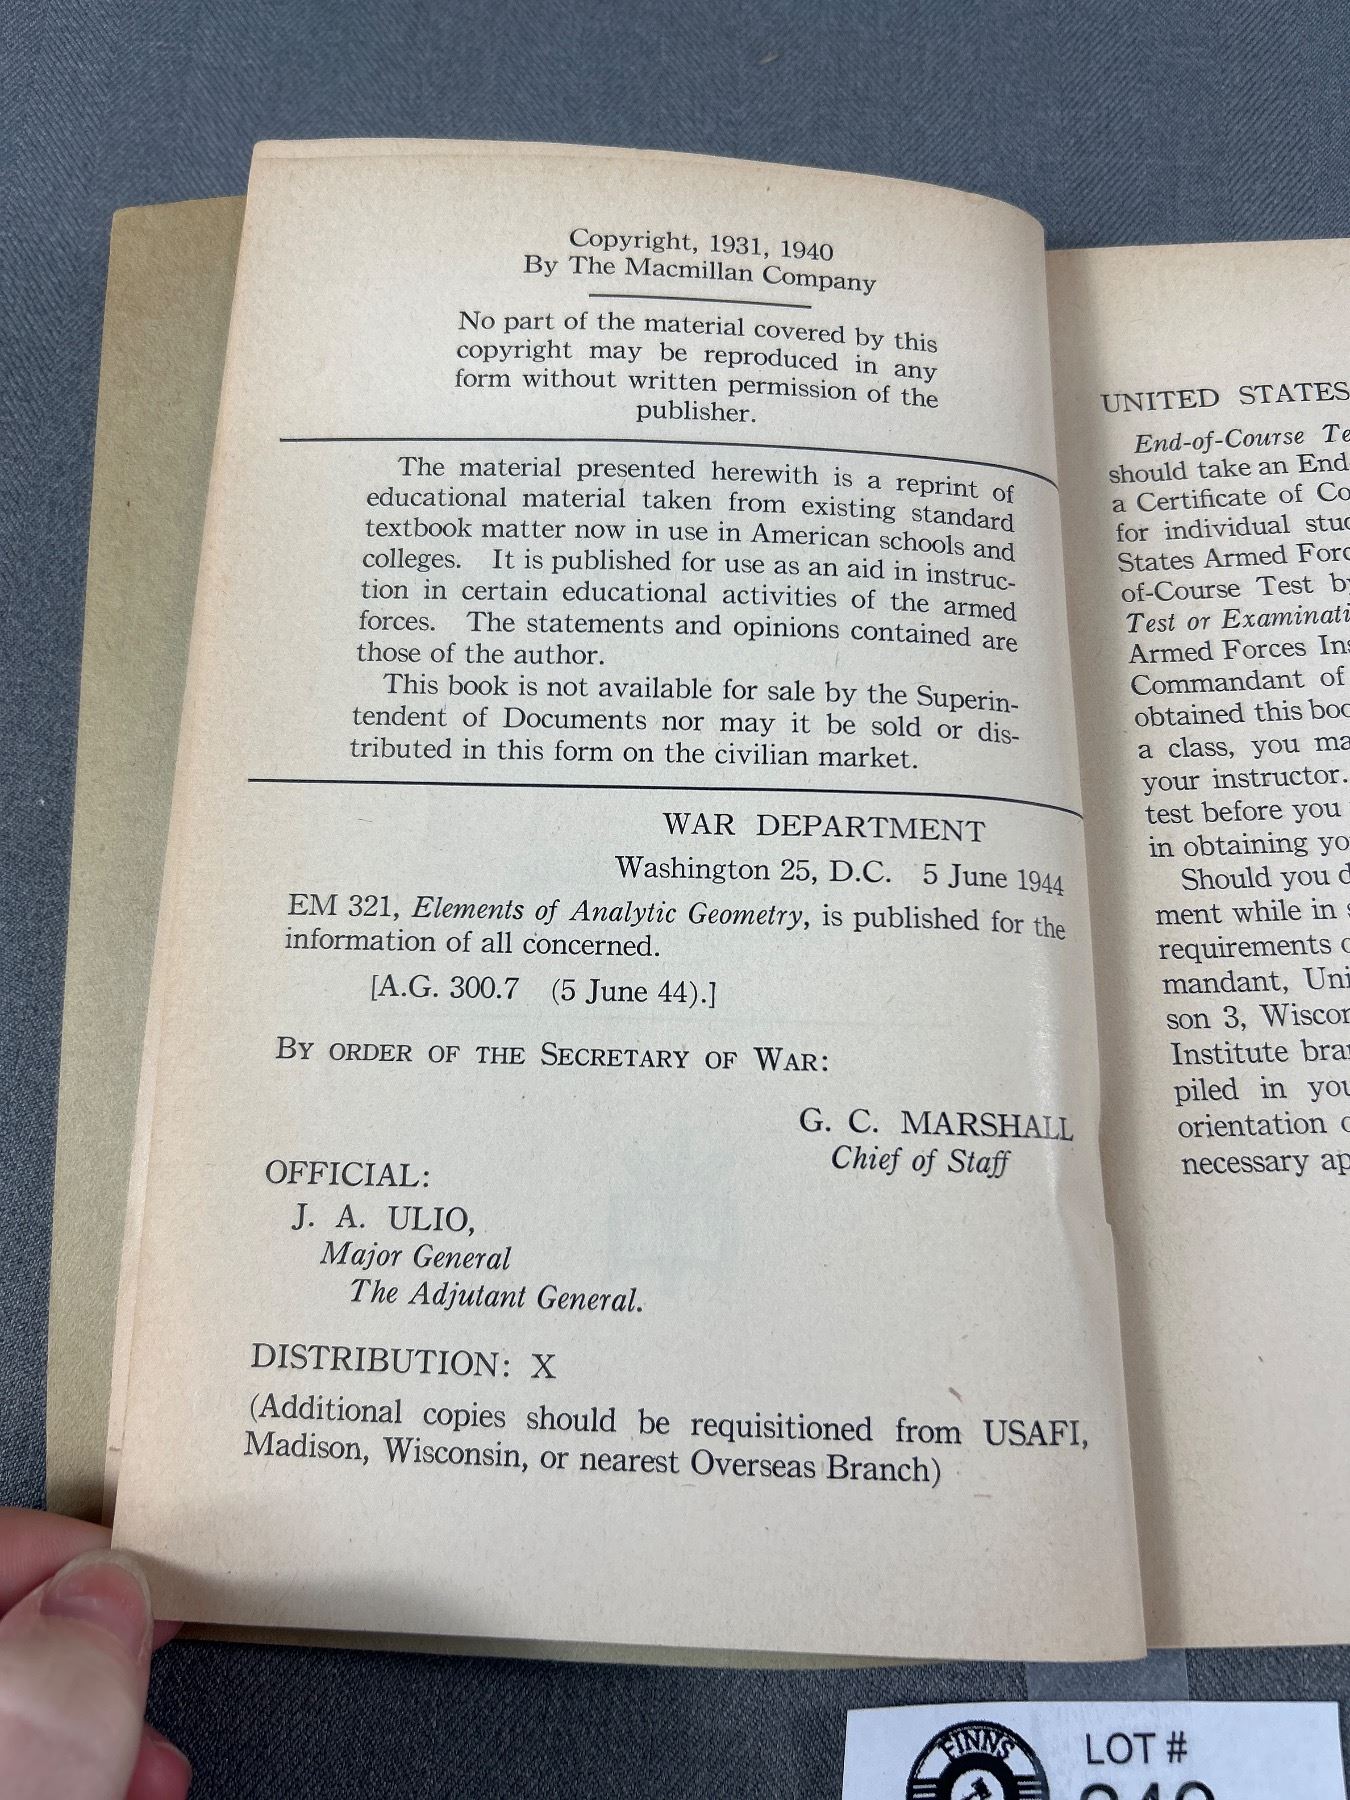 Copyright, 1931, 1940
By The Macmillan Company
No part of the material covered by this
copyright may be reproduced in any
form without written permission of the
publisher.
The material presented herewith is a reprint of
educational material taken from existing standard
textbook matter now in use in American schools and
colleges. It is published for use as an aid in instruc-
tion in certain educational activities of the armed
forces. The statements and opinions contained are
those of the author.
This book is not available for sale by the Superin-
tendent of Documents nor may it be sold or dis-
tributed in this form on the civilian market.
WAR DEPARTMENT
Washington 25, D.C. 5 June 1944
EM 321, Elements of Analytic Geometry, is published for the
information of all concerned.
[A.G. 300.7 (5 June 44).]
By order of the Secretary of War:
G. C. MARSHALL
Chief of Staff
OFFICIAL:
J. A. ULIO,
Major General
The Adjutant General.
DISTRIBUTION: X
(Additional copies should be requisitioned from USAFI,
Madison, Wisconsin, or nearest Overseas Branch)
UNITED STATES
End-of-Course
should take an
a Certificate of
for individual
States Armed
of-Course Test
Test or
Armed Forces
Commandant of
obtained this
a class, you
your instructor.
test before you
in obtaining
Should you
ment while in
requirements
mandant,
son 3,
Institute
piled in
orientation
necessary
FINNS
LOT #